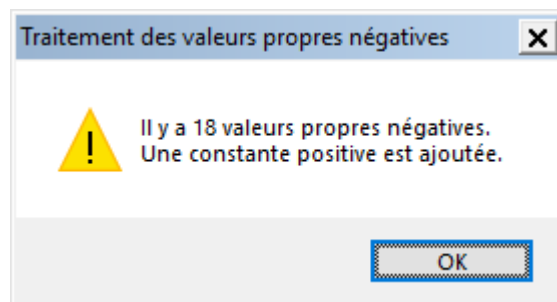 Traitement des valeurs propres négatives
Il y a 18 valeurs propres négatives.
Une constante positive est ajoutée.
OK